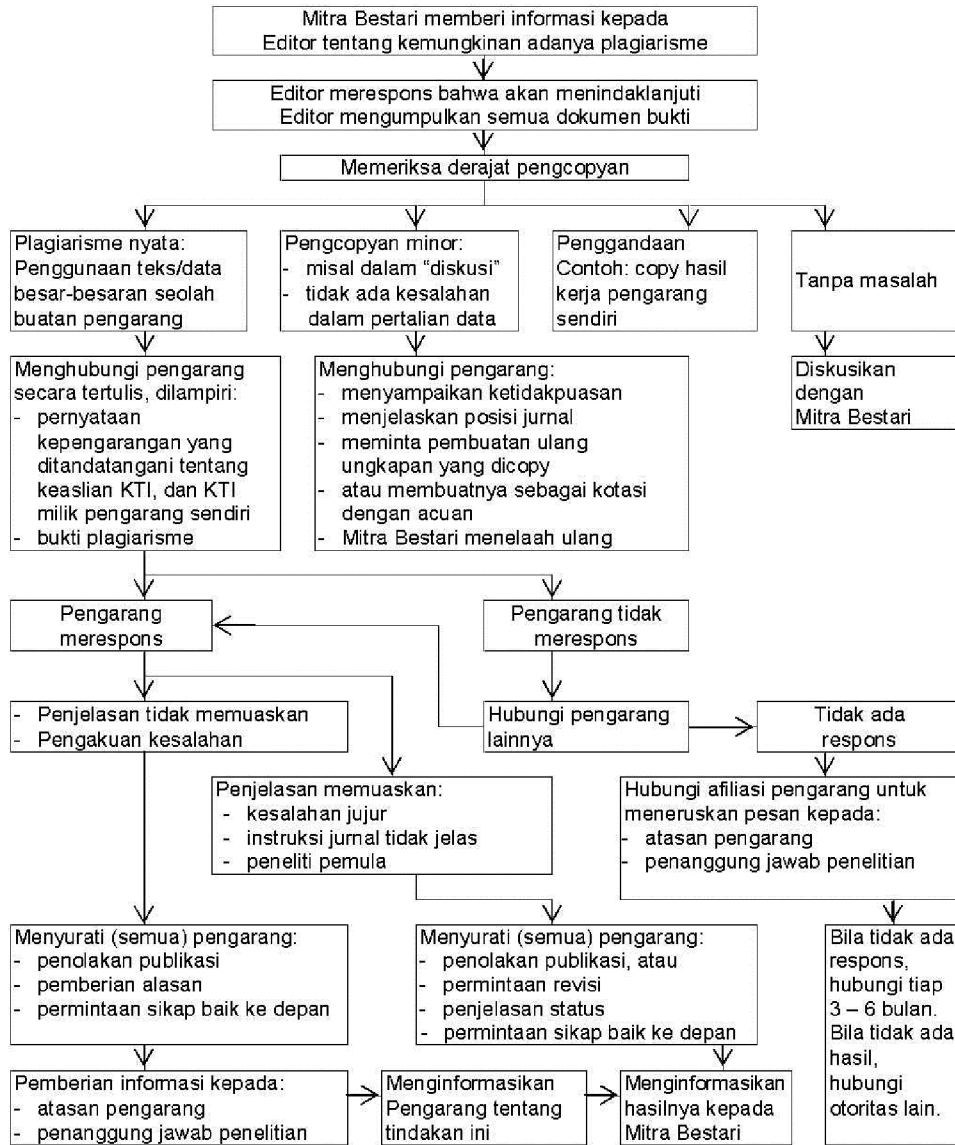 Mitra Bestari memberi informasi kepada
Editor tentang kemungkinan adanya plagiarisme
Editor merespons bahwa akan menindaklanjuti
Editor mengumpulkan semua dokumen bukti
Memeriksa derajat pengcopyan
Plagiarisme nyata:
Penggunaan teks/data
besar-besaran seolah
buatan pengarang
Pengcopyan minor:
- misal dalam “diskusi”
- tidak ada kesalahan
dalam pertalian data
Penggandaan
Contoh: copy hasil
kerja pengarang
sendiri
Tanpa masalah
Menghubungi pengarang
secara tertulis, dilampiri:
- pernyataan
kepengarangan yang
ditandatangani tentang
keaslian KTI, dan KTI
milik pengarang sendiri
- bukti plagiarisme
Menghubungi pengarang:
- menyampaikan ketidakpuasan
- menjelaskan posisi jurnal
- meminta pembuatan ulang
ungkapan yang dicopy
- atau membuatnya sebagai kotasi
dengan acuan
- Mitra Bestari menelaah ulang
Diskusikan
dengan
Mitra Bestari
Pengarang
merespons
Pengarang tidak
merespons
- Penjelasan tidak memuaskan
- Pengakuan kesalahan
Hubungi pengarang
lainnya
Tidak ada
respons
Penjelasan memuaskan:
- kesalahan jujur
- instruksi jurnal tidak jelas
- peneliti pemula
Hubungi afiliasi pengarang untuk
meneruskan pesan kepada:
- atasan pengarang
- penanggung jawab penelitian
Menyurati (semua) pengarang:
- penolakan publikasi
- pemberian alasan
- permintaan sikap baik ke depan
Menyurati (semua) pengarang:
- penolakan publikasi, atau
- permintaan revisi
- penjelasan status
- permintaan sikap baik ke depan
Bila tidak ada
respons,
hubungi tiap
3 – 6 bulan.
Bila tidak ada
hasil,
hubungi
otoritas lain.
Pemberian informasi kepada:
- atasan pengarang
- penanggung jawab penelitian
Menginformasikan
Pengarang tentang
tindakan ini
Menginformasikan
hasilnya kepada
Mitra Bestari